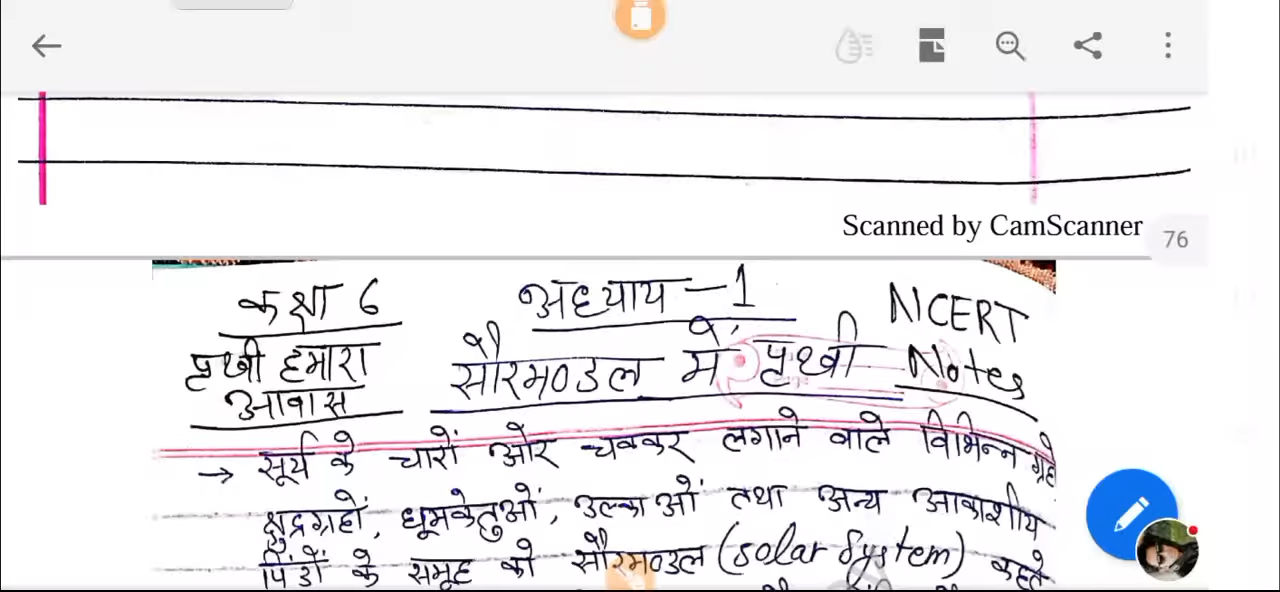 Scanned by CamScanner
76
कक्षा 6 अध्याय -1 NCERT
पृथ्वी हमारा आवास सौरमण्डल में पृथ्वी Notes
→ सूर्य के चारों ओर चक्कर लगाने वाले विभिन्न ग्रहों
क्षुद्रग्रहों, धूमकेतुओं, उल्काओं तथा अन्य आकाशीय
पिंडों के समूह को सौरमण्डल (solar system) कहते